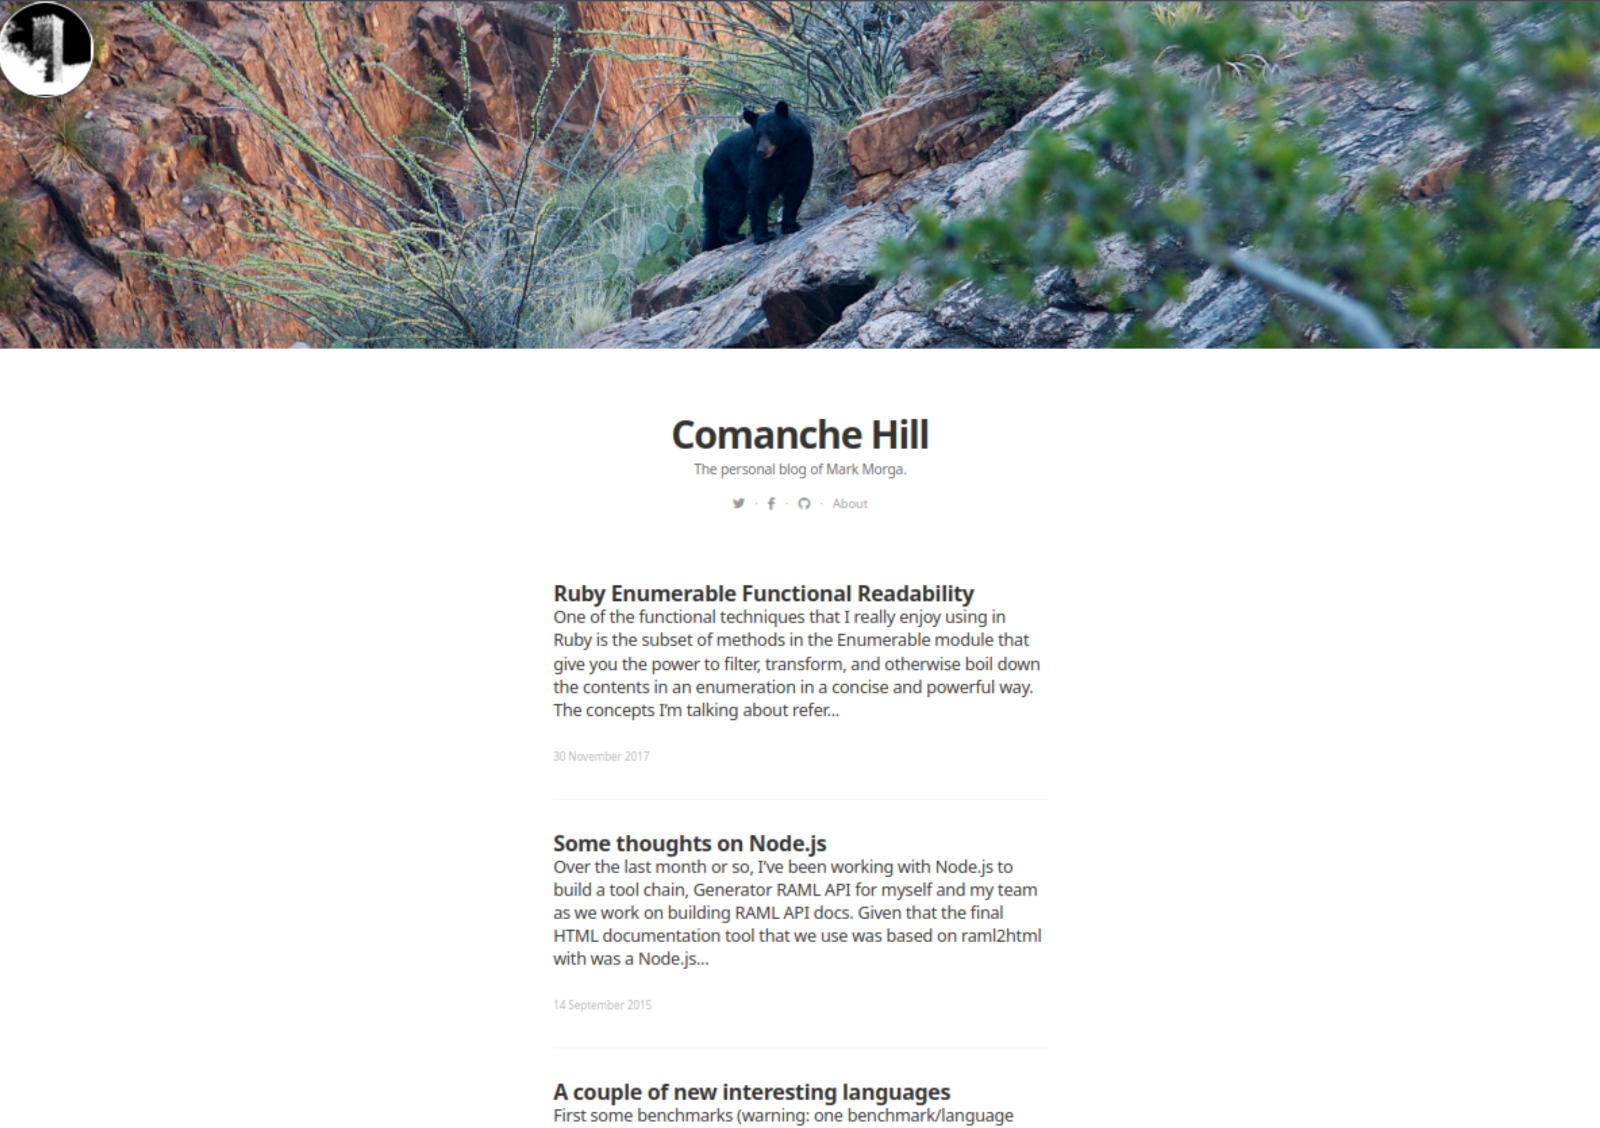 Comanche Hill
The personal blog of Mark Morga.
· · · About
Ruby Enumerable Functional Readability
One of the functional techniques that I really enjoy using in
Ruby is the subset of methods in the Enumerable module that
give you the power to filter, transform, and otherwise boil down
the contents in an enumeration in a concise and powerful way.
The concepts I'm talking about refer...
30 November 2017
Some thoughts on Node.js
Over the last month or so, I've been working with Node.js to
build a tool chain, Generator RAML API for myself and my team
as we work on building RAML API docs. Given that the final
HTML documentation tool that we use was based on raml2html
with was a Node.js...
14 September 2015
A couple of new interesting languages
First some benchmarks (warning: one benchmark/language